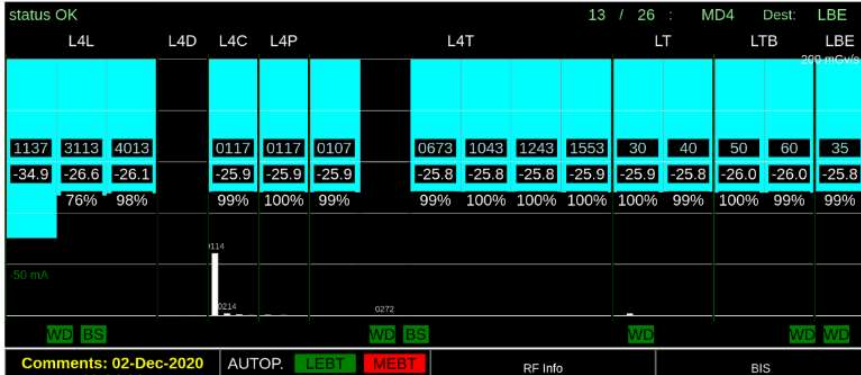 status OK 13 / 26 : MD4 Dest: LBE
L4L L4D L4C L4P L4T LT LTB LBE
200 mGy/s
1137 3113 4013 0117 0117 0107 0673 1043 1243 1553 30 40 50 60 35
-34.9 -26.6 -26.1 -25.9 -25.9 -25.9 -25.8 -25.8 -25.8 -25.9 -25.9 -25.8 -26.0 -26.0 -25.8
76% 98% 99% 100% 99% 99% 100% 100% 100% 100% 99% 100% 99% 99%
0114
-50 mA
0214 0272
WD BS WD BS WD WD WD
Comments: 02-Dec-2020 AUTOP. LEBT MEBT RF Info BIS